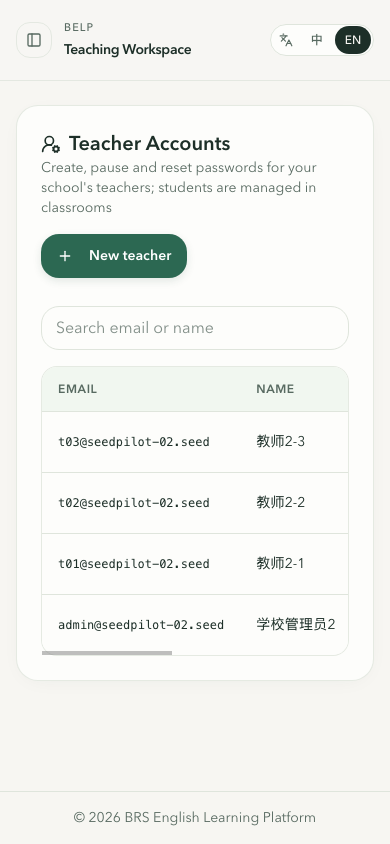 BELP
Teaching Workspace
中
EN
Teacher Accounts
Create, pause and reset passwords for your
school's teachers; students are managed in
classrooms
+ New teacher
Search email or name
EMAIL NAME
t03@seedpilot-02.seed 教师2-3
t02@seedpilot-02.seed 教师2-2
t01@seedpilot-02.seed 教师2-1
admin@seedpilot-02.seed 学校管理员2
© 2026 BRS English Learning Platform